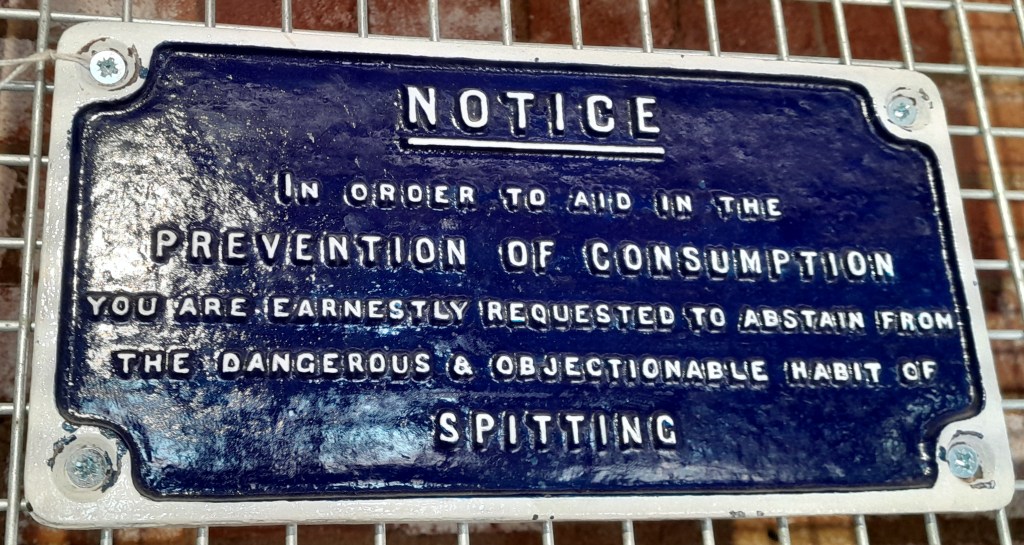 NOTICE
IN ORDER TO AID IN THE
PREVENTION OF CONSUMPTION
YOU ARE EARNESTLY REQUESTED TO ABSTAIN FROM
THE DANGEROUS & OBJECTIONABLE HABIT OF
SPITTING